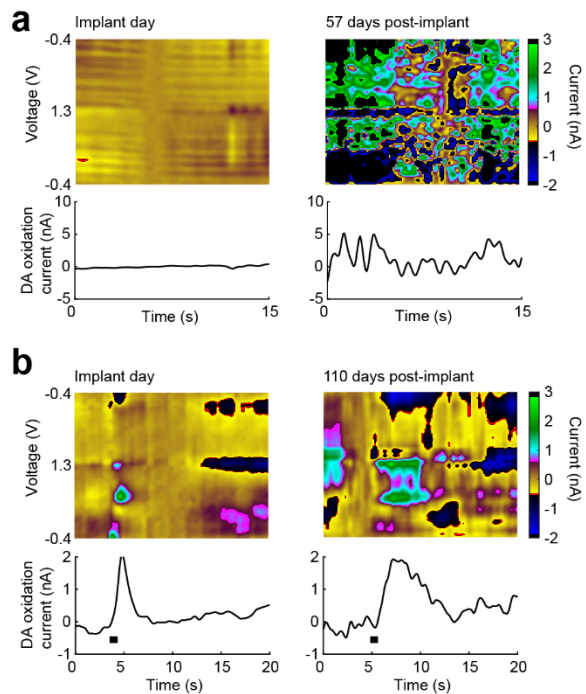 a
Implant day
57 days post-implant
-0.4
1.3
-0.4
Voltage (V)
3
2
1
0
-1
-2
Current (nA)
10
5
0
-5
DA oxidation
current (nA)
0
15
Time (s)
10
5
0
-5
0
15
Time (s)
b
Implant day
110 days post-implant
-0.4
1.3
-0.4
Voltage (V)
3
2
1
0
-1
-2
Current (nA)
2
1
0
-1
DA oxidation
current (nA)
0
5
10
15
20
Time (s)
2
1
0
-1
0
5
10
15
20
Time (s)